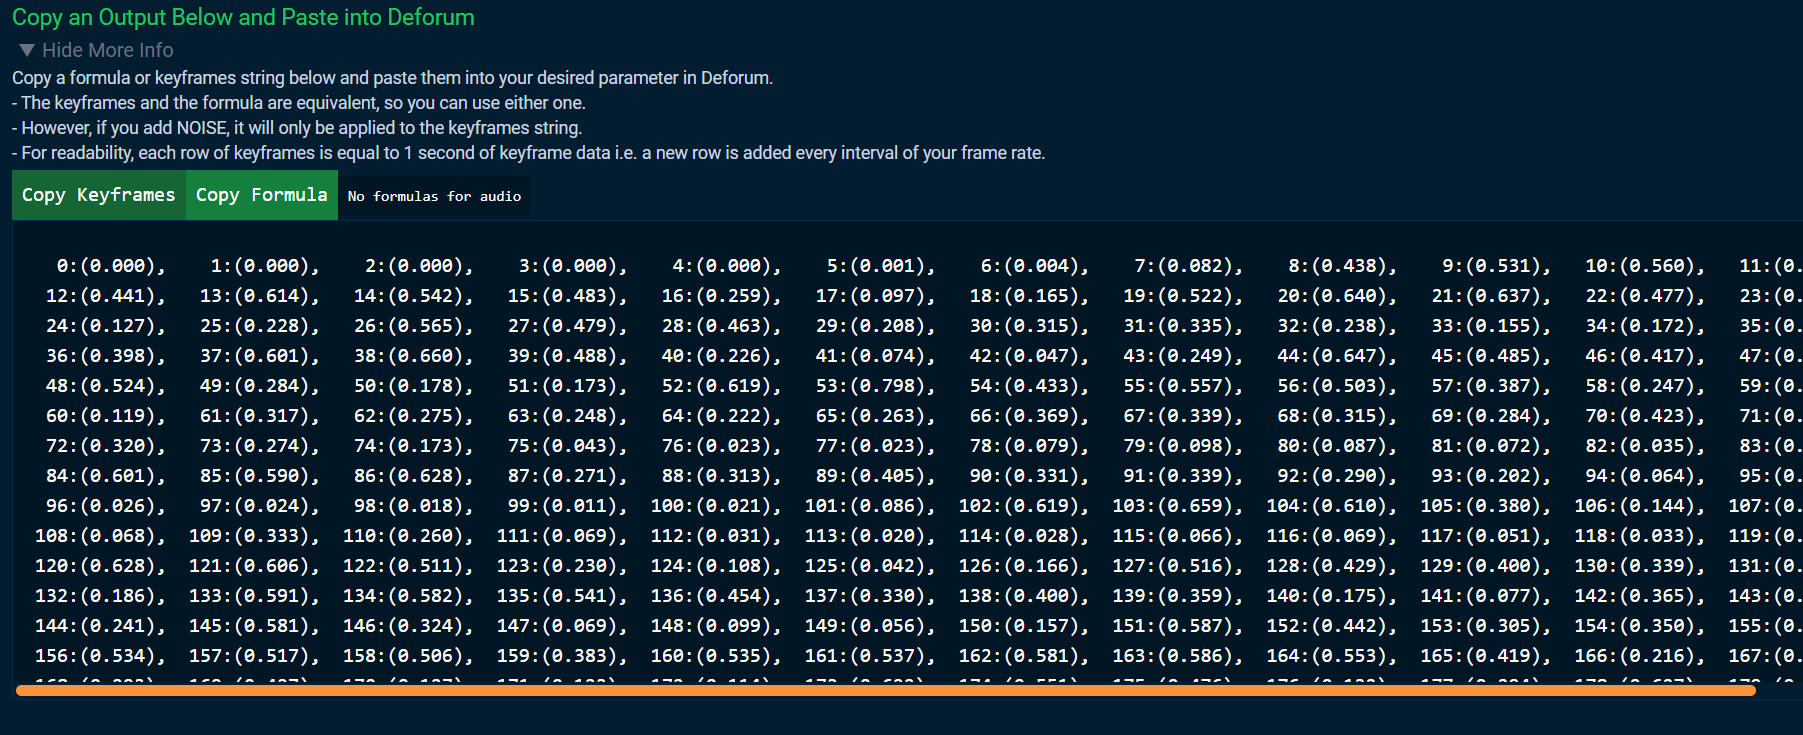 Copy an Output Below and Paste into Deforum
▼ Hide More Info
Copy a formula or keyframes string below and paste them into your desired parameter in Deforum.
- The keyframes and the formula are equivalent, so you can use either one.
- However, if you add NOISE, it will only be applied to the keyframes string.
- For readability, each row of keyframes is equal to 1 second of keyframe data i.e. a new row is added every interval of your frame rate.
Copy Keyframes Copy Formula No formulas for audio
0:(0.000), 1:(0.000), 2:(0.000), 3:(0.000), 4:(0.000), 5:(0.001), 6:(0.004), 7:(0.082), 8:(0.438), 9:(0.531), 10:(0.560), 11:(0.
12:(0.441), 13:(0.614), 14:(0.542), 15:(0.483), 16:(0.259), 17:(0.097), 18:(0.165), 19:(0.522), 20:(0.640), 21:(0.637), 22:(0.477), 23:(0.
24:(0.127), 25:(0.228), 26:(0.565), 27:(0.479), 28:(0.463), 29:(0.208), 30:(0.315), 31:(0.335), 32:(0.238), 33:(0.155), 34:(0.172), 35:(0.
36:(0.398), 37:(0.601), 38:(0.660), 39:(0.488), 40:(0.226), 41:(0.074), 42:(0.047), 43:(0.249), 44:(0.647), 45:(0.485), 46:(0.417), 47:(0.
48:(0.524), 49:(0.284), 50:(0.178), 51:(0.173), 52:(0.619), 53:(0.798), 54:(0.433), 55:(0.557), 56:(0.503), 57:(0.387), 58:(0.247), 59:(0.
60:(0.119), 61:(0.317), 62:(0.275), 63:(0.248), 64:(0.222), 65:(0.263), 66:(0.369), 67:(0.339), 68:(0.315), 69:(0.284), 70:(0.423), 71:(0.
72:(0.320), 73:(0.274), 74:(0.173), 75:(0.043), 76:(0.023), 77:(0.023), 78:(0.079), 79:(0.098), 80:(0.087), 81:(0.072), 82:(0.035), 83:(0.
84:(0.601), 85:(0.590), 86:(0.628), 87:(0.271), 88:(0.313), 89:(0.405), 90:(0.331), 91:(0.339), 92:(0.290), 93:(0.202), 94:(0.064), 95:(0.
96:(0.026), 97:(0.024), 98:(0.018), 99:(0.011), 100:(0.021), 101:(0.086), 102:(0.619), 103:(0.659), 104:(0.610), 105:(0.380), 106:(0.144), 107:(0.
108:(0.068), 109:(0.333), 110:(0.260), 111:(0.069), 112:(0.031), 113:(0.020), 114:(0.028), 115:(0.066), 116:(0.069), 117:(0.051), 118:(0.033), 119:(0.
120:(0.628), 121:(0.606), 122:(0.511), 123:(0.230), 124:(0.108), 125:(0.042), 126:(0.166), 127:(0.516), 128:(0.429), 129:(0.400), 130:(0.339), 131:(0.
132:(0.186), 133:(0.591), 134:(0.582), 135:(0.541), 136:(0.454), 137:(0.330), 138:(0.400), 139:(0.359), 140:(0.175), 141:(0.077), 142:(0.365), 143:(0.
144:(0.241), 145:(0.581), 146:(0.324), 147:(0.069), 148:(0.099), 149:(0.056), 150:(0.157), 151:(0.587), 152:(0.442), 153:(0.305), 154:(0.350), 155:(0.
156:(0.534), 157:(0.517), 158:(0.506), 159:(0.383), 160:(0.535), 161:(0.537), 162:(0.581), 163:(0.586), 164:(0.553), 165:(0.419), 166:(0.216), 167:(0.